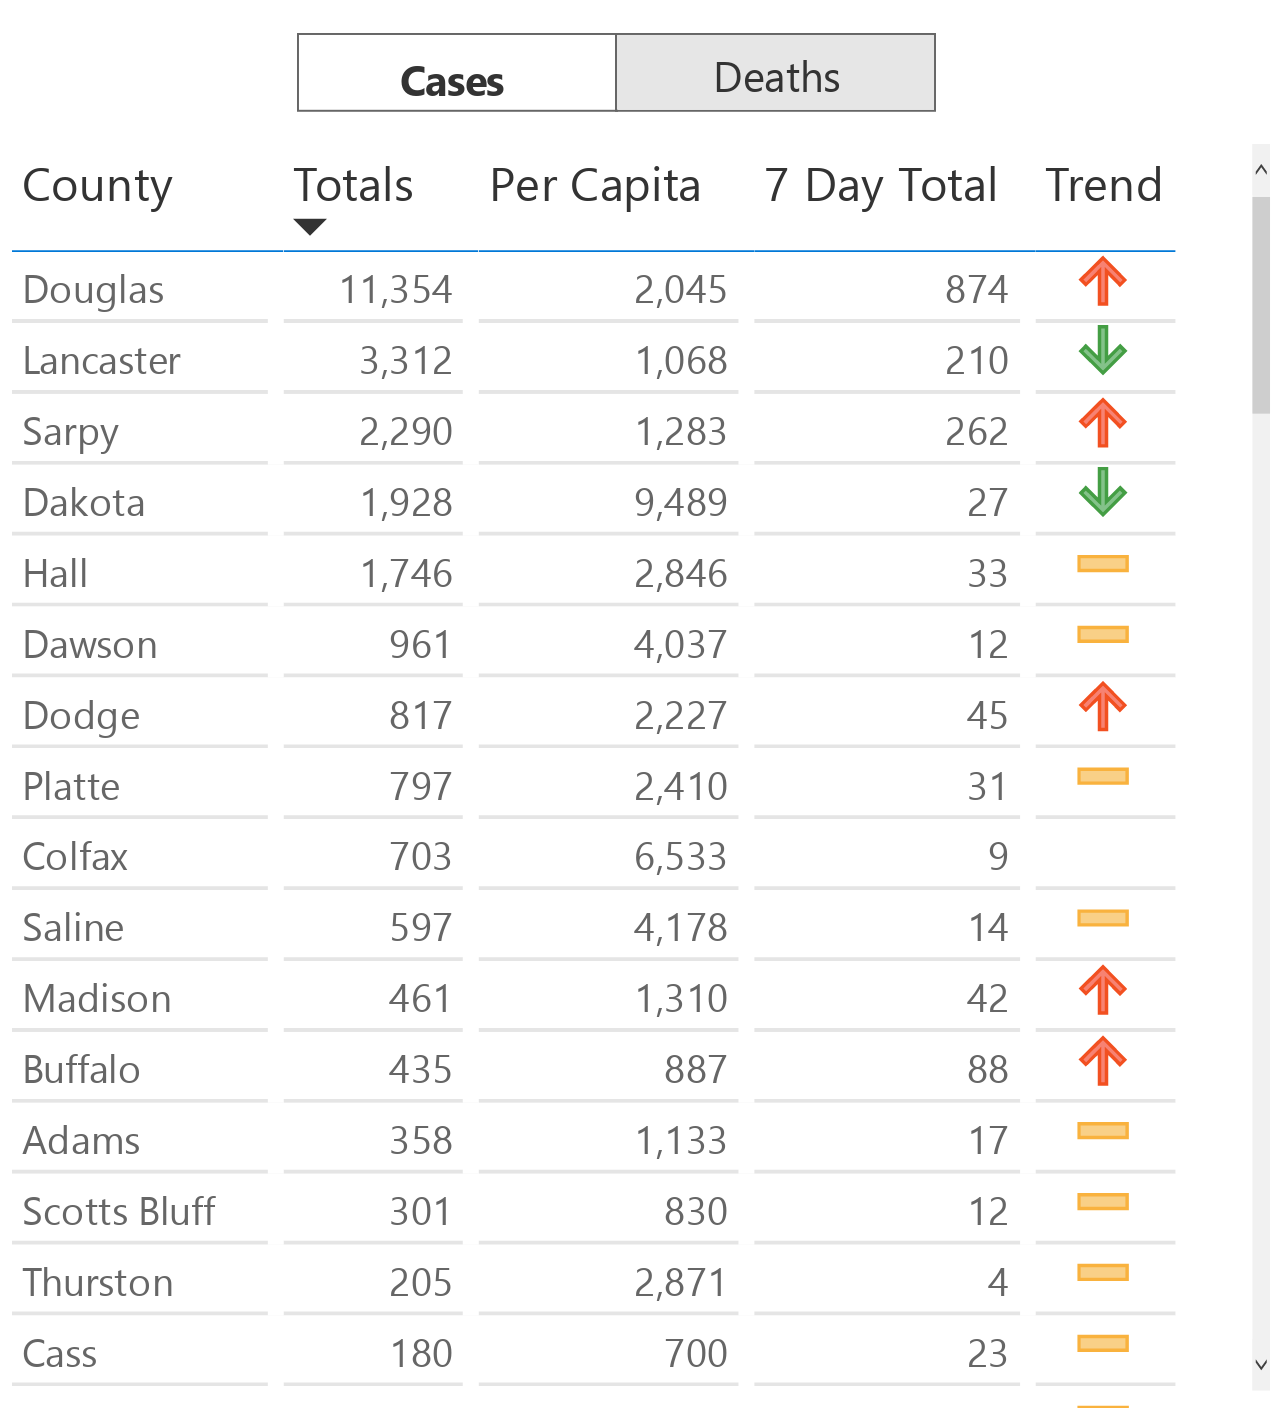 Cases Deaths
County Totals Per Capita 7 Day Total Trend
Douglas 11,354 2,045 874
Lancaster 3,312 1,068 210
Sarpy 2,290 1,283 262
Dakota 1,928 9,489 27
Hall 1,746 2,846 33
Dawson 961 4,037 12
Dodge 817 2,227 45
Platte 797 2,410 31
Colfax 703 6,533 9
Saline 597 4,178 14
Madison 461 1,310 42
Buffalo 435 887 88
Adams 358 1,133 17
Scotts Bluff 301 830 12
Thurston 205 2,871 4
Cass 180 700 23